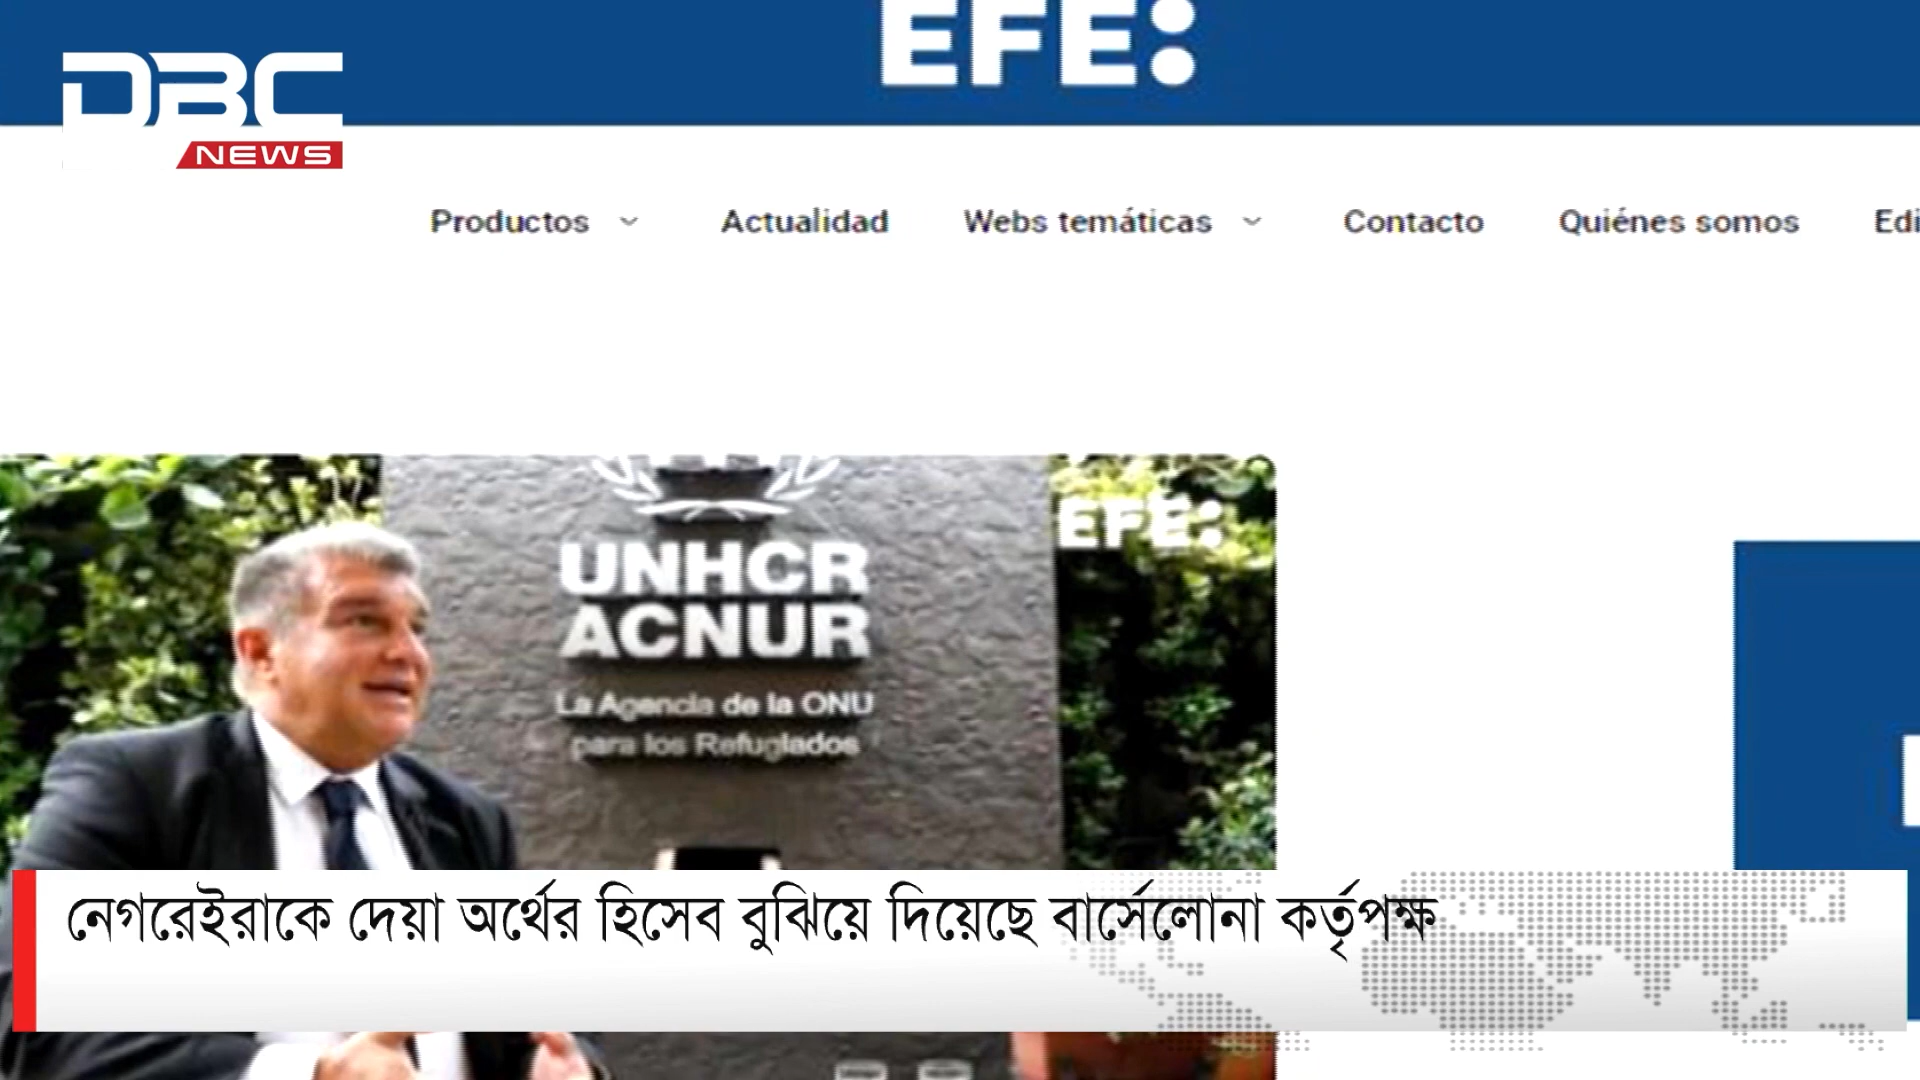 EFE:
DBC
NEWS
Productos Actualidad Webs temáticas Contacto Quiénes somos
EFE:
UNHCR
ACNUR
La Agencia de la ONU
para los Refugiados
নেগরেইরাকে দেয়া অর্থের হিসেব বুঝিয়ে দিয়েছে বার্সেলোনা কর্তৃপক্ষ